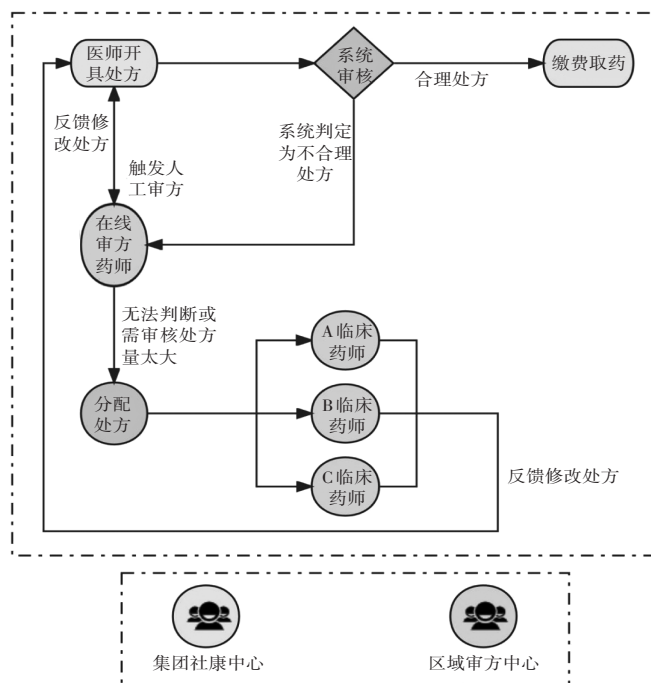 医师开
具处方
系统
审核
合理处方
缴费取药
反馈修
改处方
系统判定
为不合理
处方
触发人
工审方
在线
审方
药师
无法判断或
需审核处方
量太大
A临床
药师
分配
处方
B临床
药师
C临床
药师
反馈修改处方
集团社康中心
区域审方中心